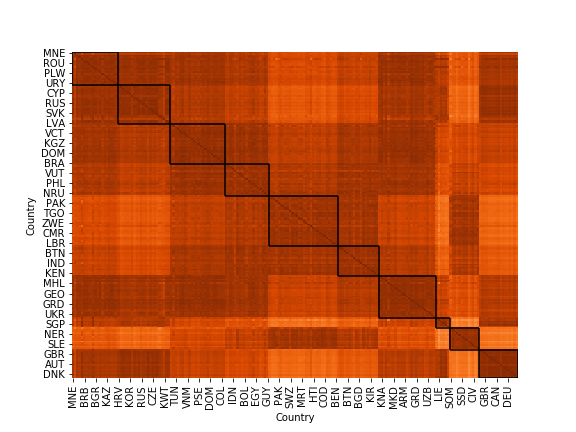 MNE
ROU
PLW
URY
CYP
RUS
SVK
LVA
VCT
KGZ
DOM
BRA
VUT
PHL
NRU
PAK
TGO
ZWE
CMR
LBR
BTN
IND
KEN
MHL
GEO
GRD
UKR
SGP
NER
SLE
GBR
AUT
DNK
Country
MNE
BRB
BGR
KAZ
HRV
KOR
RUS
CZE
KWT
TUN
VNM
PSE
DOM
COL
IDN
BOL
EGY
GUY
PAK
SWZ
MRT
HTI
COD
BEN
BTN
BGD
KIR
KNA
MKD
ARM
GRD
UZB
LIE
SOM
SSD
CIV
GBR
CAN
DEU
Country